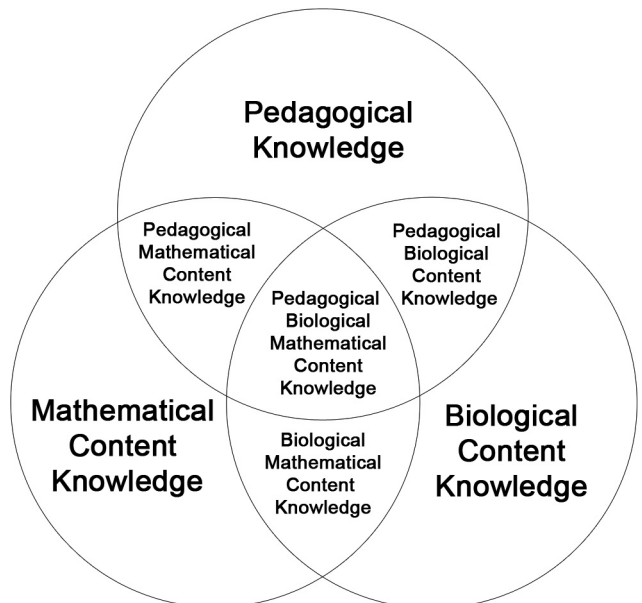 Pedagogical
Knowledge
Pedagogical
Mathematical
Content
Knowledge
Pedagogical
Biological
Content
Knowledge
Pedagogical
Biological
Mathematical
Content
Knowledge
Mathematical
Content
Knowledge
Biological
Content
Knowledge
Biological
Mathematical
Content
Knowledge